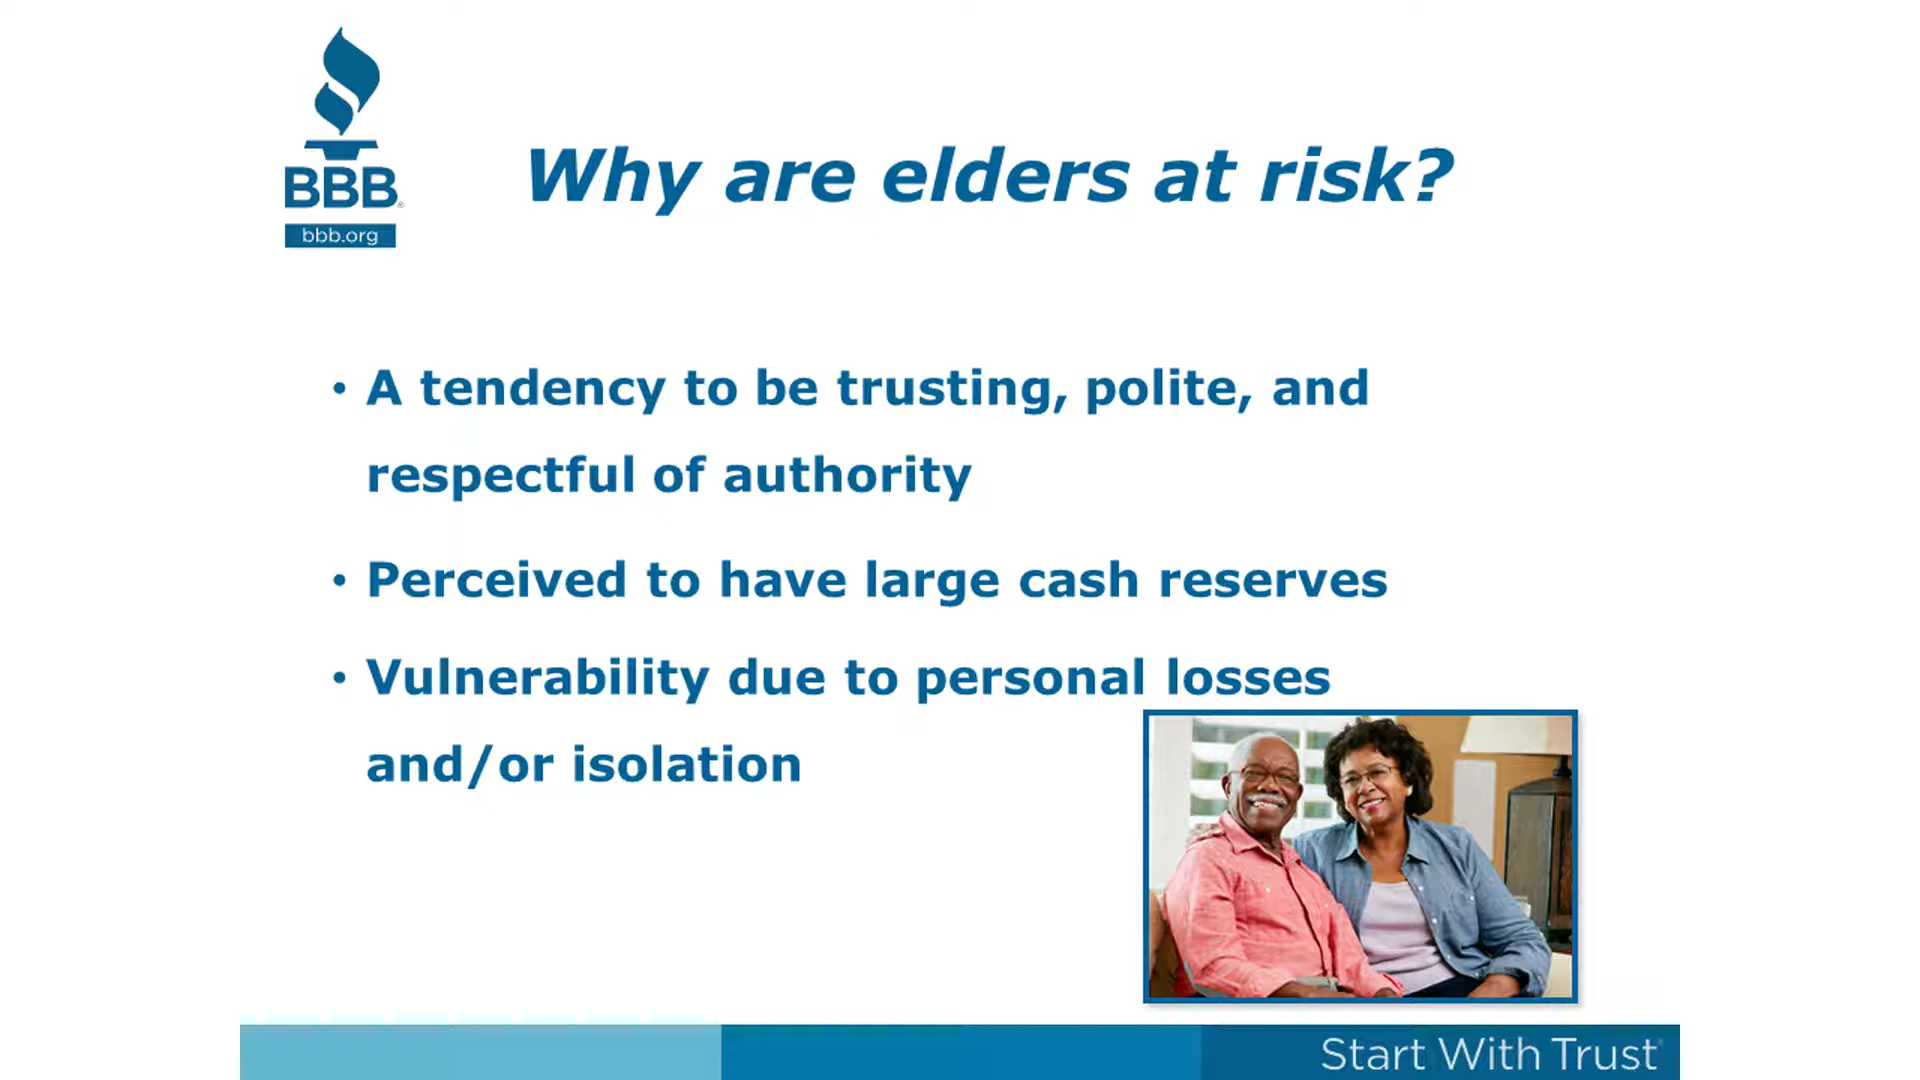 BBB
bbb.org
Why are elders at risk?
• A tendency to be trusting, polite, and
respectful of authority
• Perceived to have large cash reserves
• Vulnerability due to personal losses
and/or isolation
Start With Trust